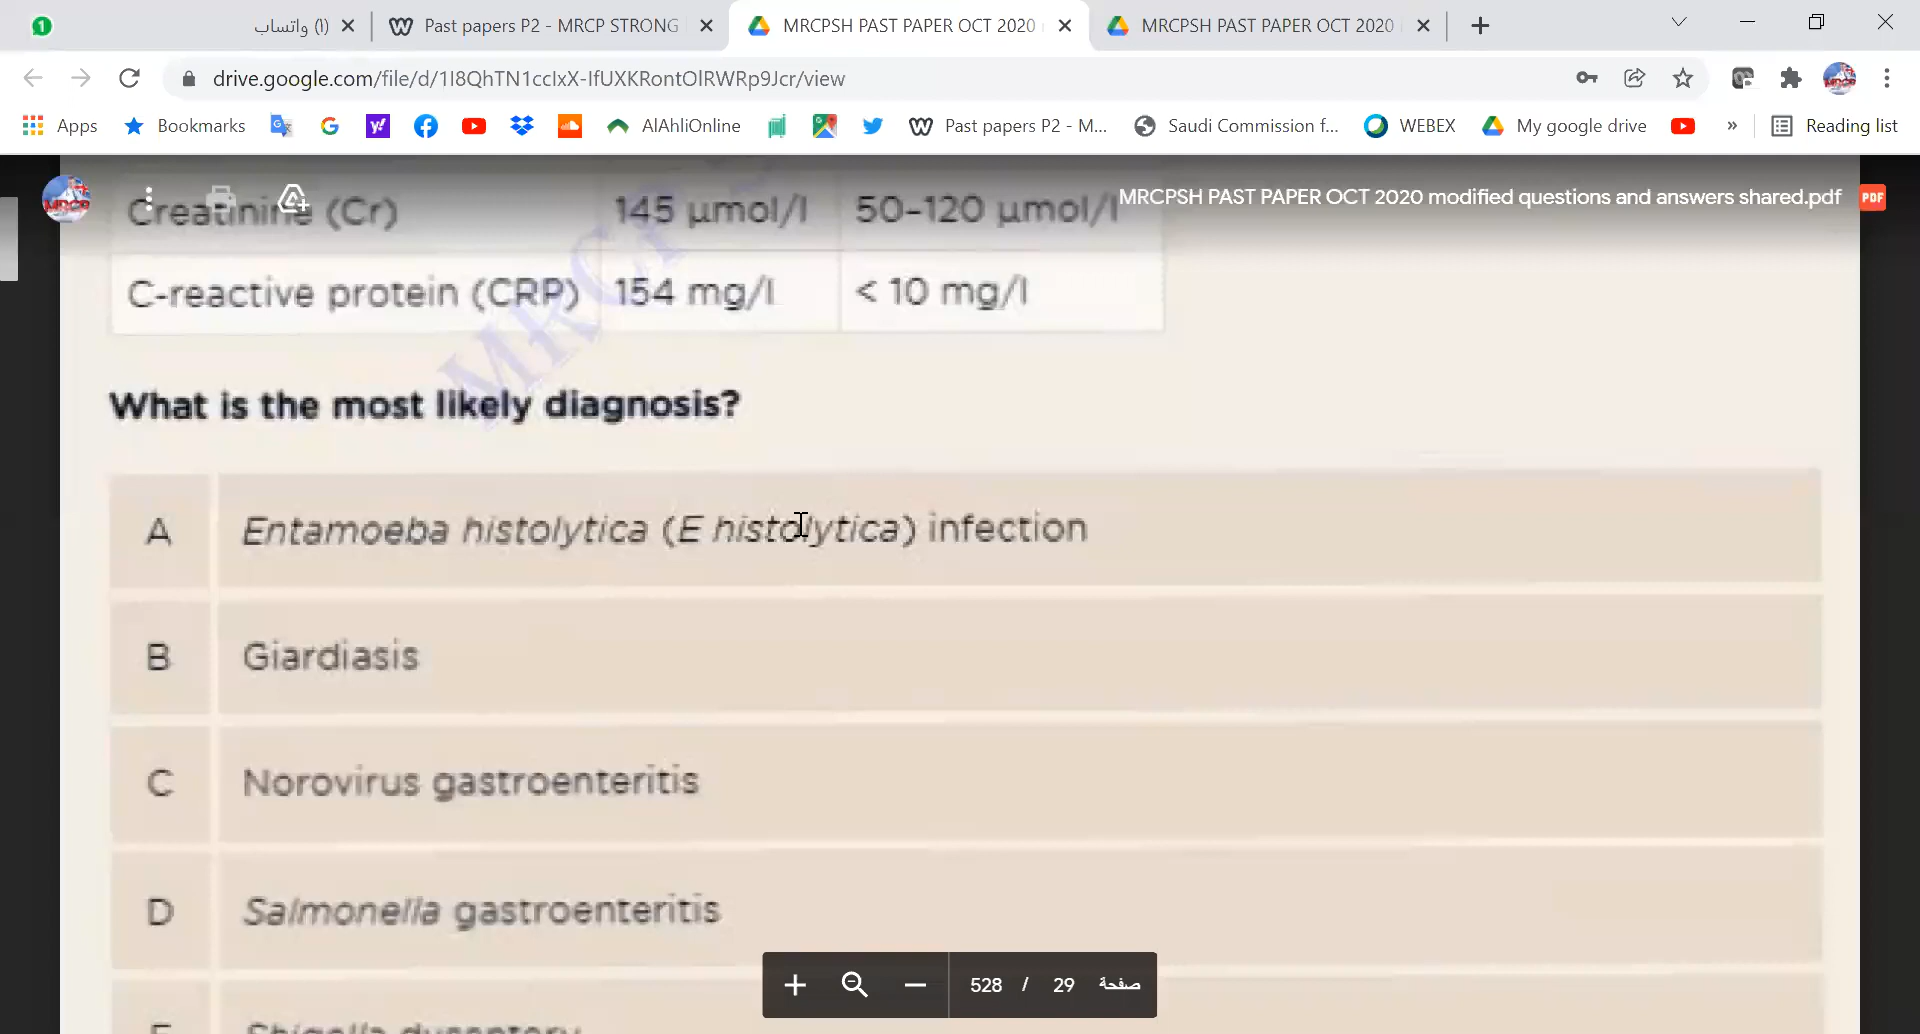 1
(ا) واتساب
Past papers P2 - MRCP STRONG
MRCPSH PAST PAPER OCT 2020
MRCPSH PAST PAPER OCT 2020
drive.google.com/file/d/1I8QhTN1ccIxX-IfUXKRontOIRWRp9Jcr/view
Apps Bookmarks AlAhliOnline Past papers P2 - M... Saudi Commission f... WEBEX My google drive » Reading list
MRCPSH PAST PAPER OCT 2020 modified questions and answers shared.pdf PDF
Creatinine (Cr) 145 µmol/l 50–120 µmol/l
C-reactive protein (CRP) 154 mg/l < 10 mg/l
What is the most likely diagnosis?
A Entamoeba histolytica (E histolytica) infection
B Giardiasis
C Norovirus gastroenteritis
D Salmonella gastroenteritis
E Shigella dysentery
صفحة 29 / 528